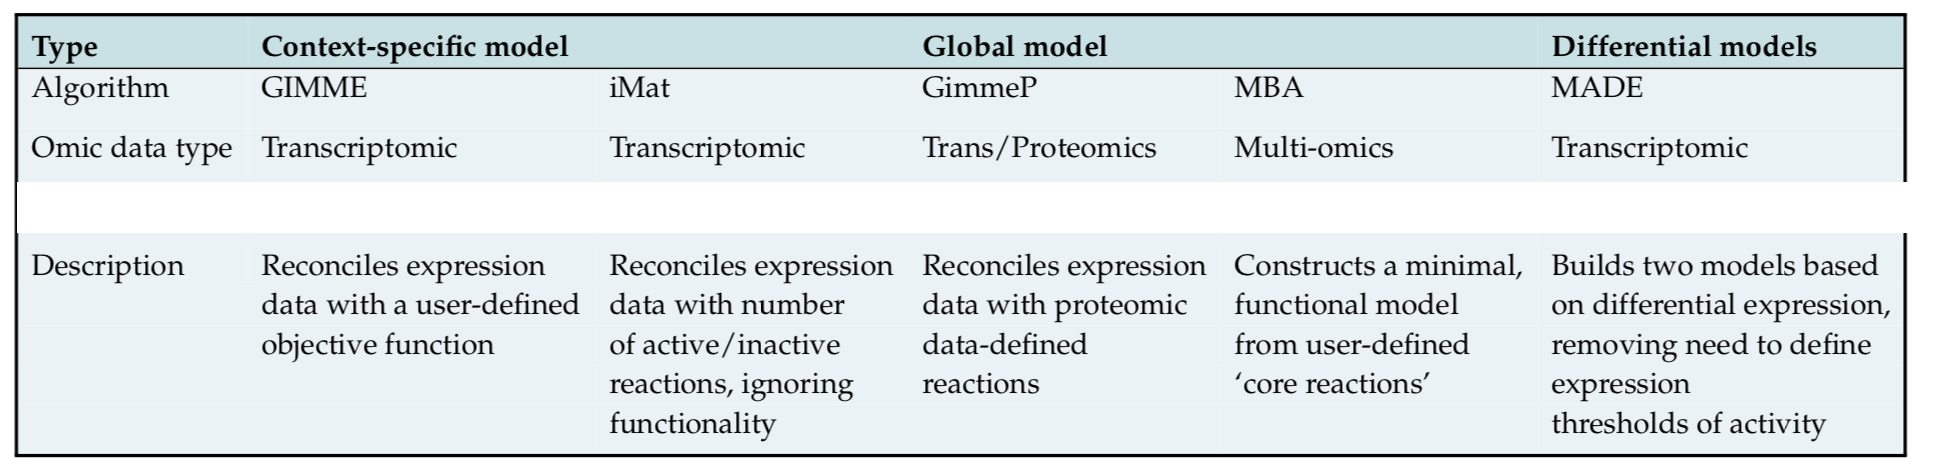 Type Context-specific model Global model Differential models
Algorithm GIMME iMat GimmeP MBA MADE
Omic data type Transcriptomic Transcriptomic Trans/Proteomics Multi-omics Transcriptomic
Description Reconciles expression Reconciles expression Reconciles expression Constructs a minimal, Builds two models based
data with a user-defined data with number data with proteomic functional model on differential expression,
objective function of active/inactive data-defined from user-defined removing need to define
reactions, ignoring reactions ‘core reactions’ expression
functionality thresholds of activity